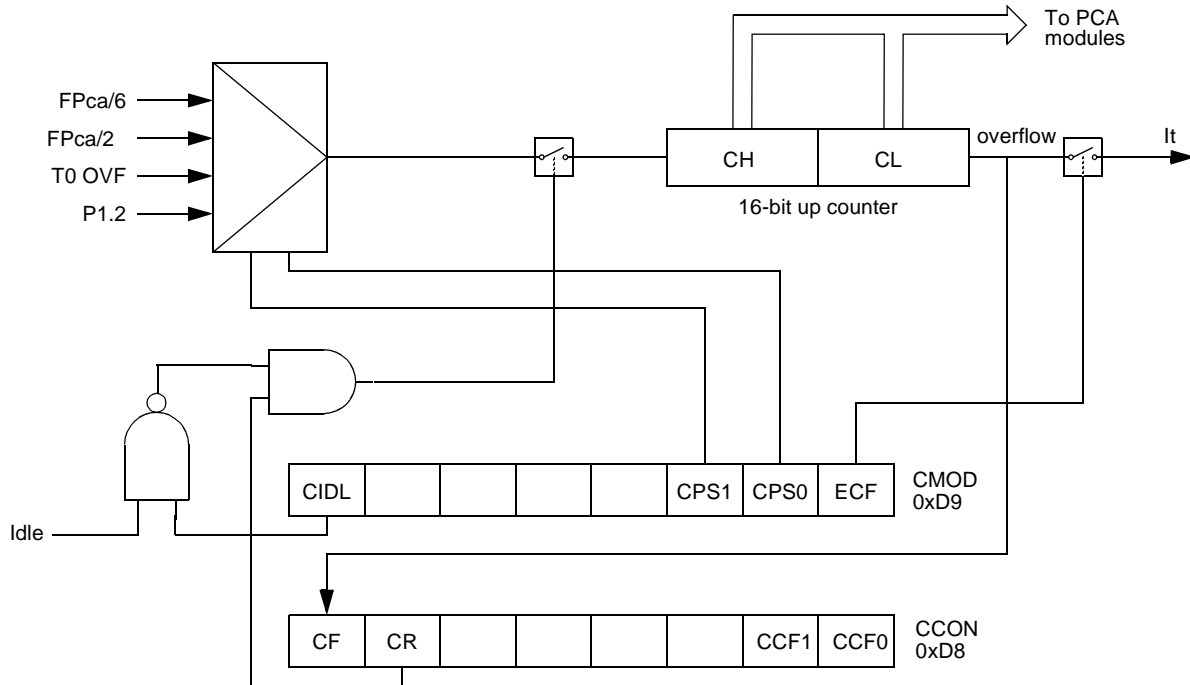 To PCA
modules
FPca/6
FPca/2
T0 OVF
P1.2
overflow
It
CH
CL
16-bit up counter
CIDL
CPS1
CPS0
ECF
CMOD
0xD9
Idle
CF
CR
CCF1
CCF0
CCON
0xD8